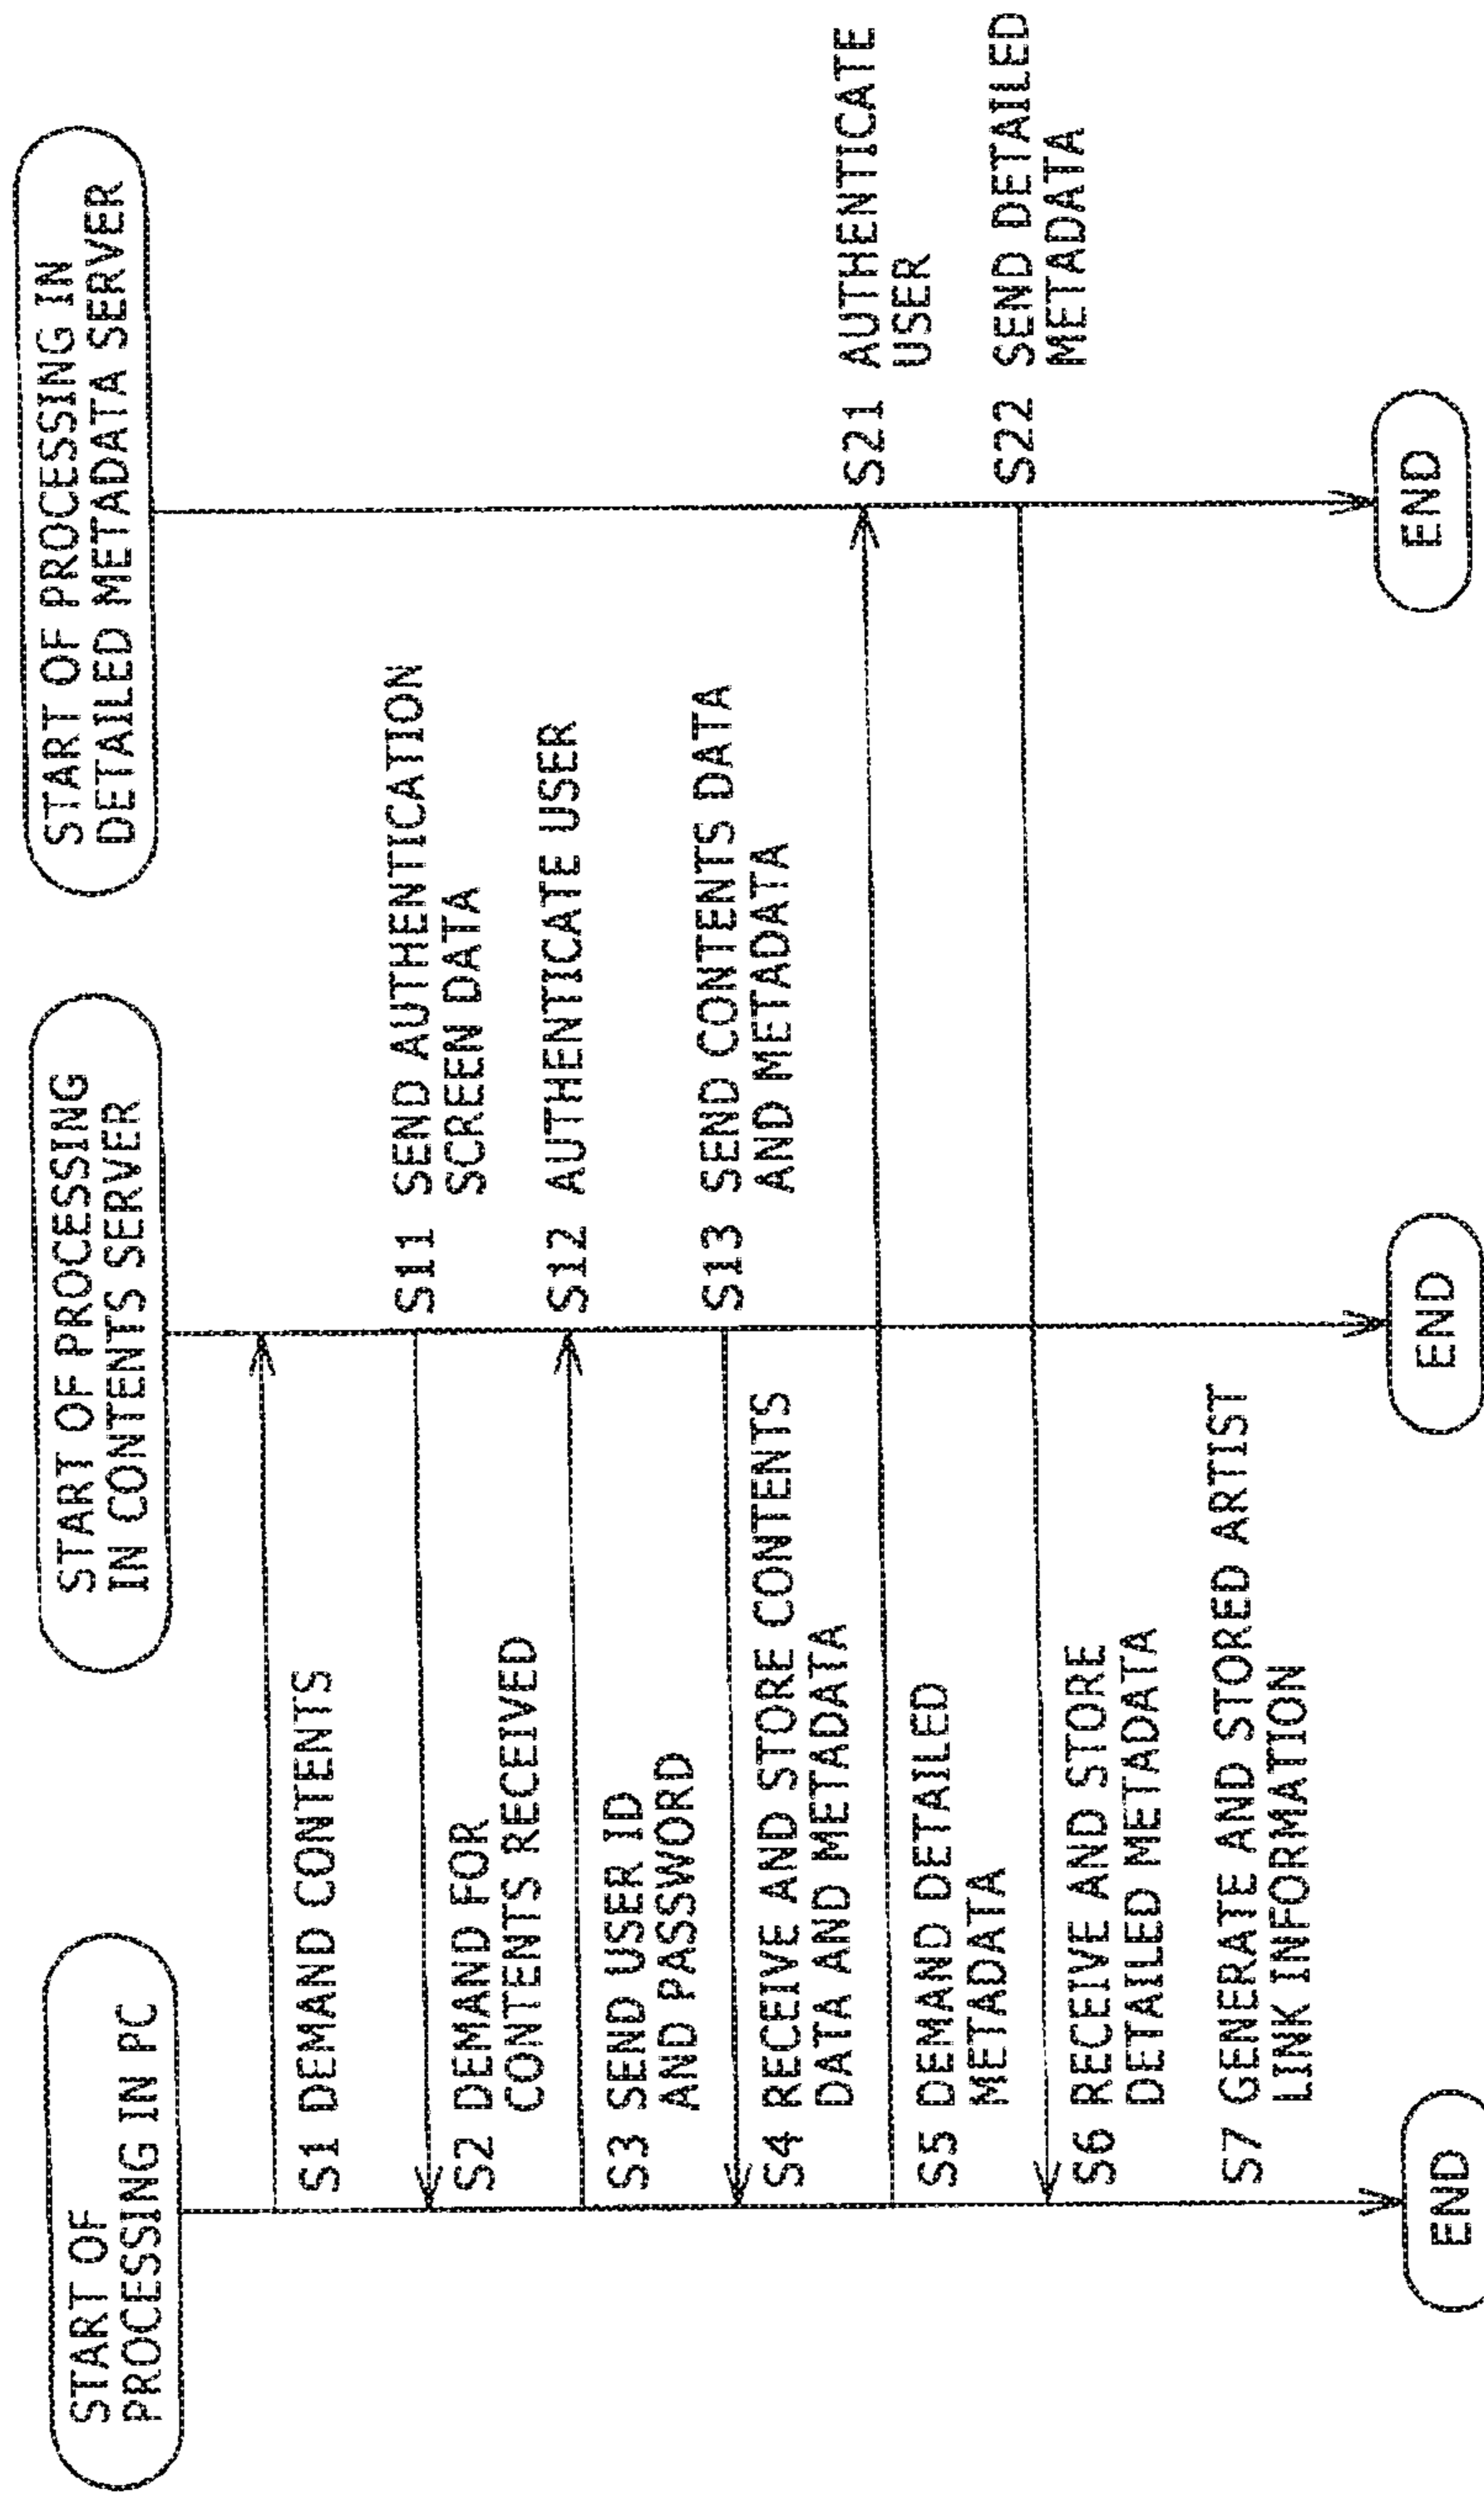 START OF
PROCESSING IN PC
START OF PROCESSING
IN CONTENTS SERVER
START OF PROCESSING IN
DETAILED METADATA SERVER
S1 DEMAND CONTENTS
S11 SEND AUTHENTICATION
SCREEN DATA
S2 DEMAND FOR
CONTENTS RECEIVED
S12 AUTHENTICATE USER
S3 SEND USER ID
AND PASSWORD
S13 SEND CONTENTS DATA
AND METADATA
S4 RECEIVE AND STORE CONTENTS
DATA AND METADATA
S21 AUTHENTICATE
USER
S5 DEMAND DETAILED
METADATA
S22 SEND DETAILED
METADATA
S6 RECEIVE AND STORE
DETAILED METADATA
S7 GENERATE AND STORED ARTIST
LINK INFORMATION
END
END
END